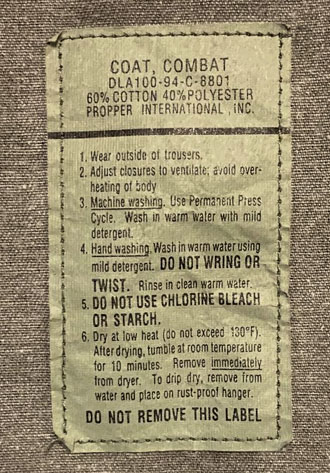 COAT, COMBAT
DLA100-94-C-8801
60% COTTON 40% POLYESTER
PROPPER INTERNATIONAL, INC.
1. Wear outside of trousers.
2. Adjust closures to ventilate; avoid over-
heating of body
3. Machine washing. Use Permanent Press
Cycle. Wash in warm water with mild
detergent.
4. Hand washing. Wash in warm water using
mild detergent. DO NOT WRING OR
TWIST. Rinse in clean warm water.
5. DO NOT USE CHLORINE BLEACH
OR STARCH.
6. Dry at low heat (do not exceed 130°F).
After drying, tumble at room temperature
for 10 minutes. Remove immediately
from dryer. To drip dry, remove from
water and place on rust-proof hanger.
DO NOT REMOVE THIS LABEL